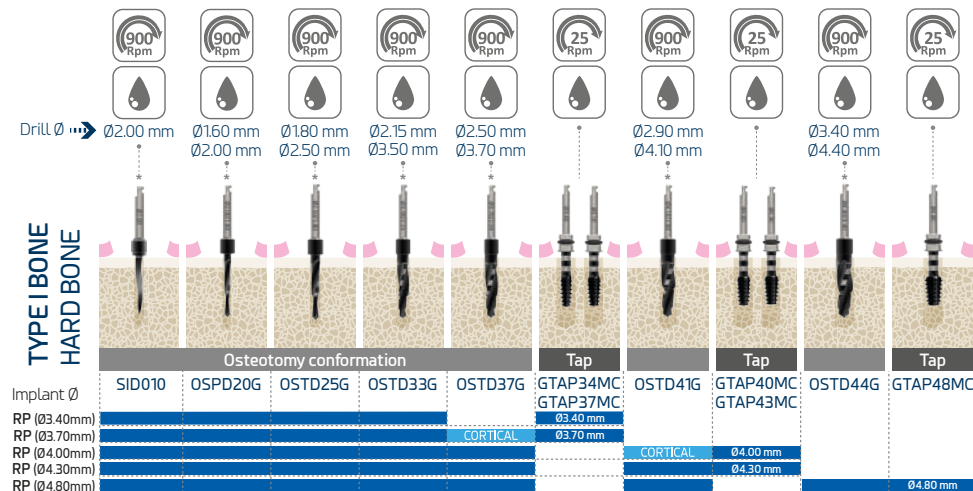 900 Rpm
900 Rpm
900 Rpm
900 Rpm
900 Rpm
25 Rpm
900 Rpm
25 Rpm
900 Rpm
25 Rpm
Drill Ø
Ø2.00 mm
Ø1.60 mm
Ø2.00 mm
Ø1.80 mm
Ø2.50 mm
Ø2.15 mm
Ø3.50 mm
Ø2.50 mm
Ø3.70 mm
Ø2.90 mm
Ø4.10 mm
Ø3.40 mm
Ø4.40 mm
* * * * * * *
TYPE I BONE
HARD BONE
Osteotomy conformation
Tap
Tap
Tap
Implant Ø
SID010
OSPD20G
OSTD25G
OSTD33G
OSTD37G
GTAP34MC
GTAP37MC
OSTD41G
GTAP40MC
GTAP43MC
OSTD44G
GTAP48MC
RP (Ø3.40mm)
Ø3.40 mm
RP (Ø3.70mm)
CORTICAL
Ø3.70 mm
RP (Ø4.00mm)
CORTICAL
Ø4.00 mm
RP (Ø4.30mm)
Ø4.30 mm
RP (Ø4.80mm)
Ø4.80 mm